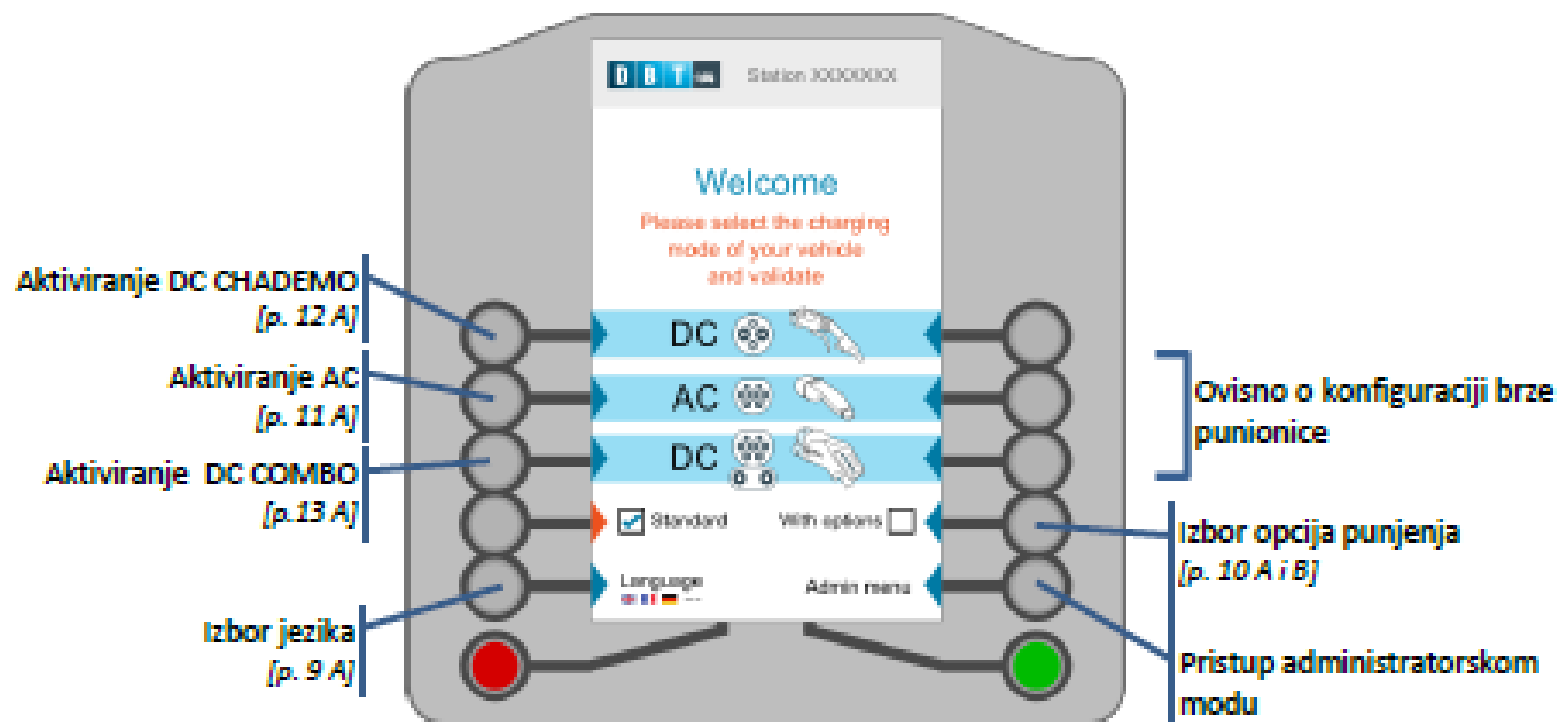 DBT
Station XXXXXXXX
Welcome
Please select the charging
mode of your vehicle
and validate
DC
AC
DC
Standard
With options
Language
Admin menu
Aktiviranje DC CHADEMO
[p. 12 A]
Aktiviranje AC
[p. 11 A]
Aktiviranje DC COMBO
[p.13 A]
Izbor jezika
[p. 9 A]
Ovisno o konfiguraciji brze
punionice
Izbor opcija punjenja
[p. 10 A i B]
Pristup administratorskom
modu